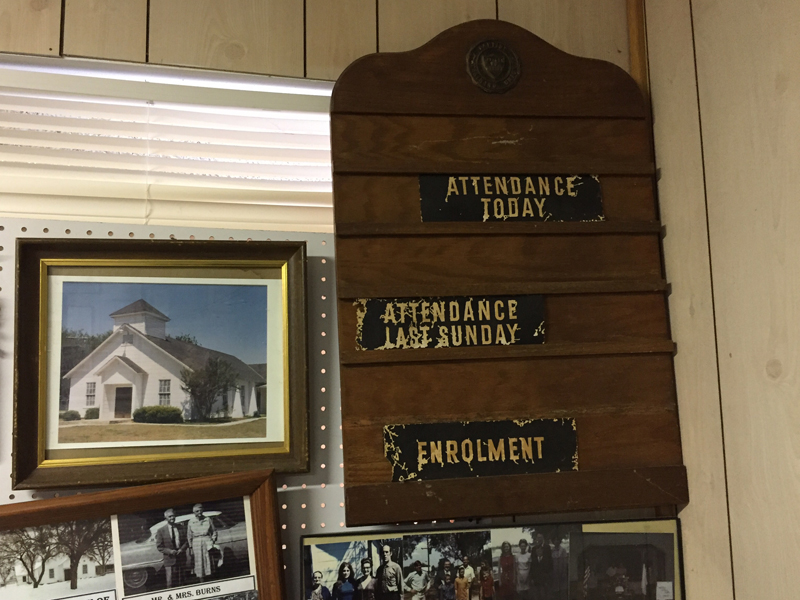 ATTENDANCE
TODAY
ATTENDANCE
LAST SUNDAY
ENROLMENT
MR. & MRS. BURNS